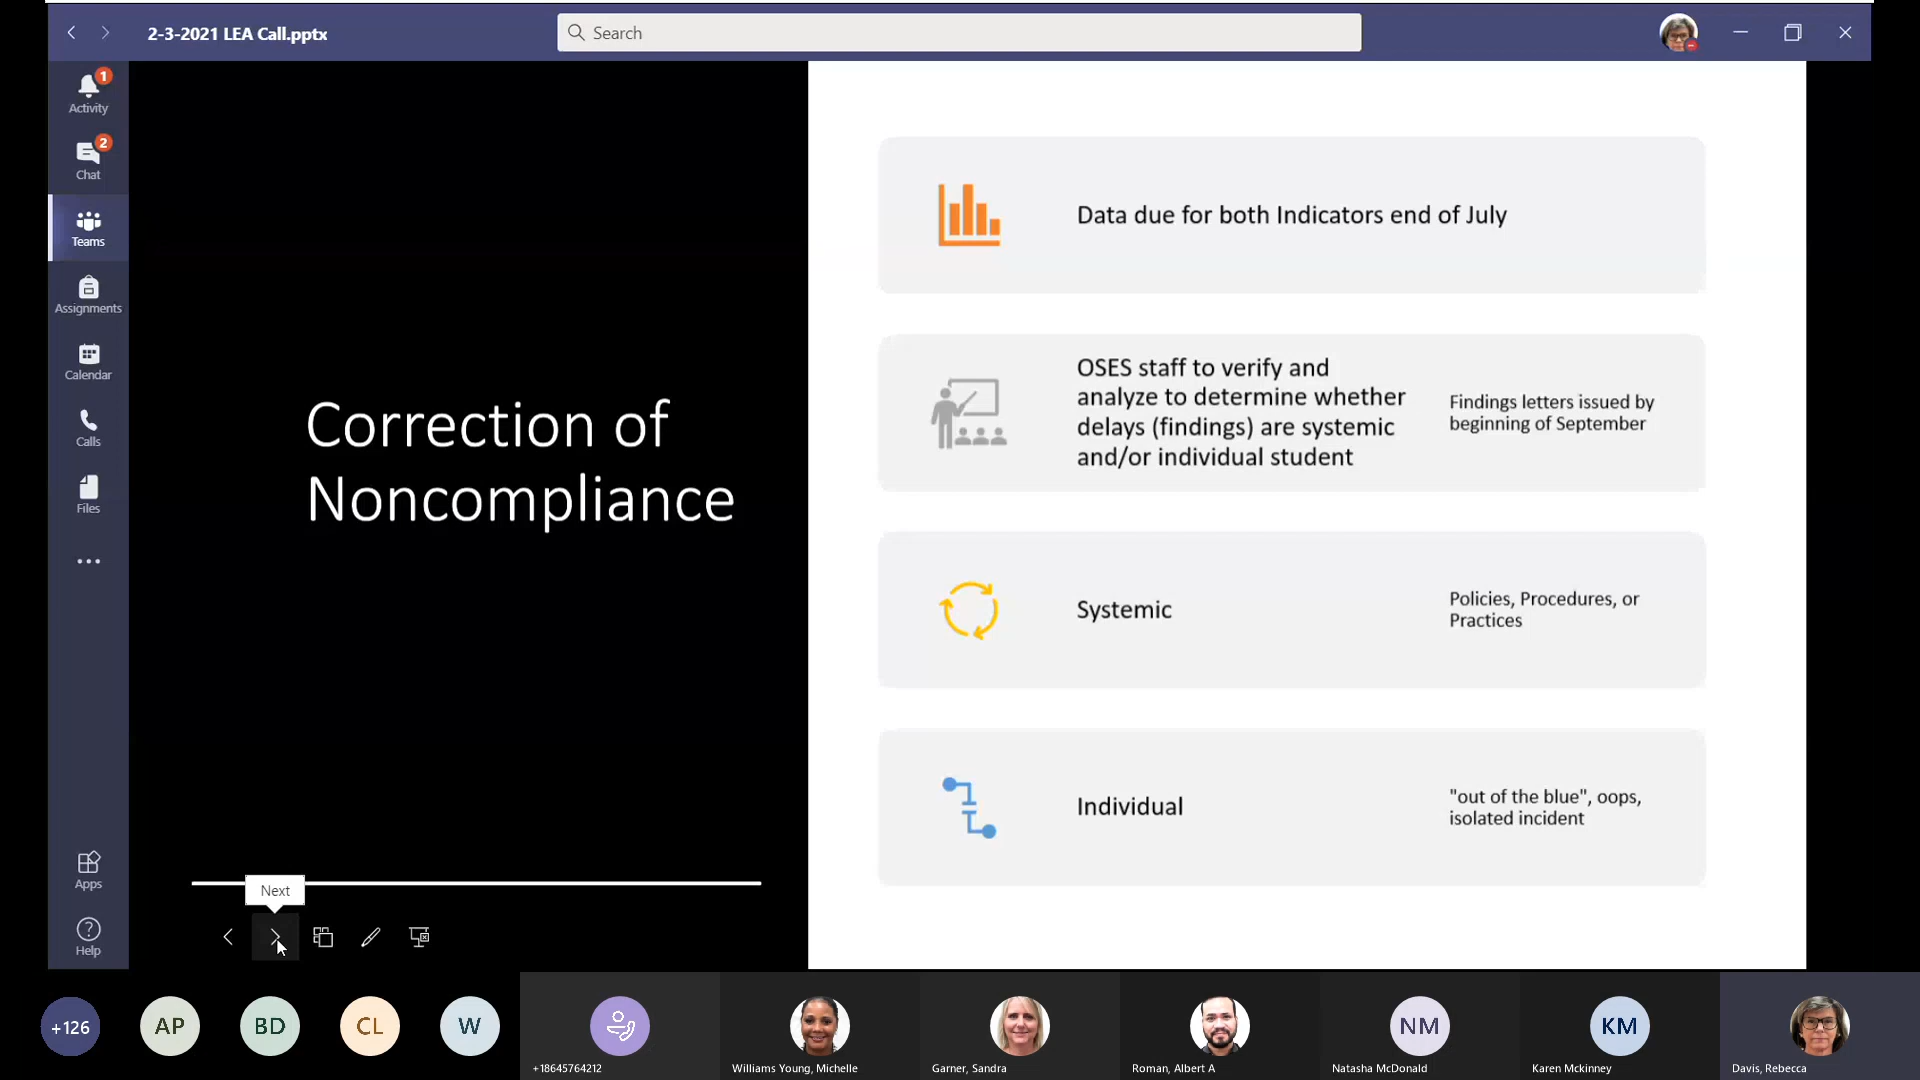 2-3-2021 LEA Call.pptx
Search
1
Activity
2
Chat
Teams
Assignments
Calendar
Calls
Files
Apps
Help
Correction of
Noncompliance
Next
Data due for both Indicators end of July
OSES staff to verify and
analyze to determine whether
delays (findings) are systemic
and/or individual student
Findings letters issued by
beginning of September
Systemic
Policies, Procedures, or
Practices
Individual
"out of the blue", oops,
isolated incident
+126
AP
BD
CL
W
+18645764212
Williams Young, Michelle
Garner, Sandra
Roman, Albert A
NM
Natasha McDonald
KM
Karen Mckinney
Davis, Rebecca